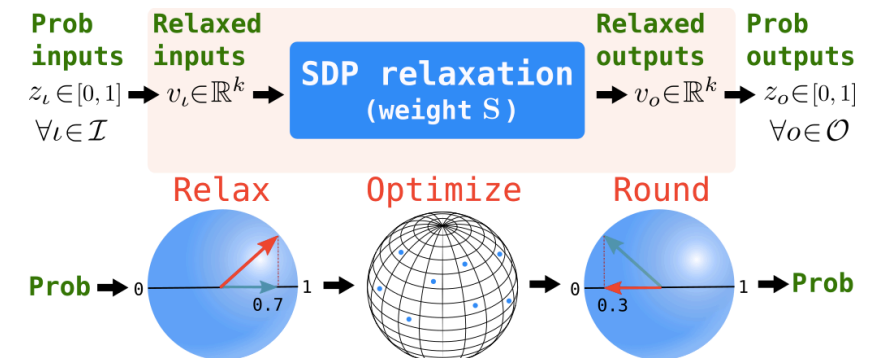 Prob inputs
z_ι∈[0, 1]
∀ι∈𝓘
Relaxed inputs
v_ι∈ℝ^k
SDP relaxation
(weight S)
Relaxed outputs
v_o∈ℝ^k
Prob outputs
z_o∈[0, 1]
∀o∈𝒪
Relax
Optimize
Round
Prob
0
0.7
1
0
0.3
1
Prob